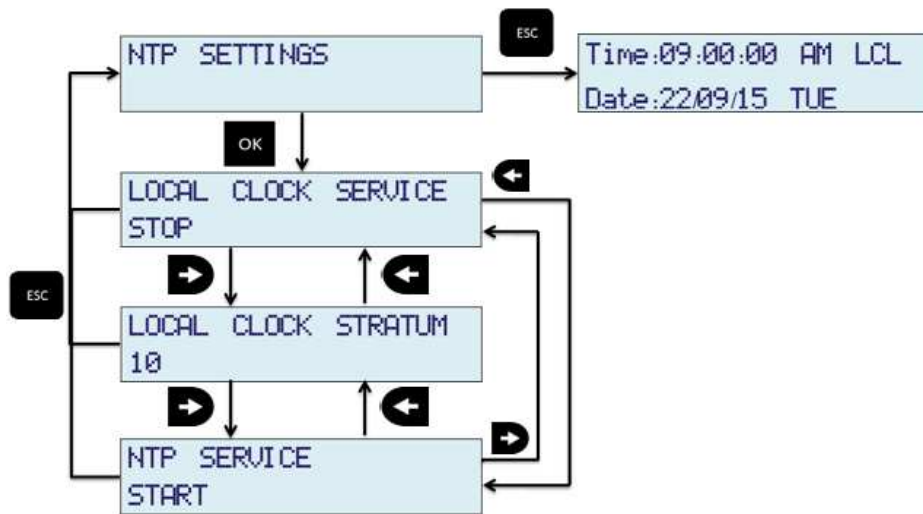 ESC
NTP SETTINGS
Time:09:00:00 AM LCL
Date:22/09/15 TUE
OK
LOCAL CLOCK SERVICE
STOP
ESC
LOCAL CLOCK STRATUM
10
NTP SERVICE
START